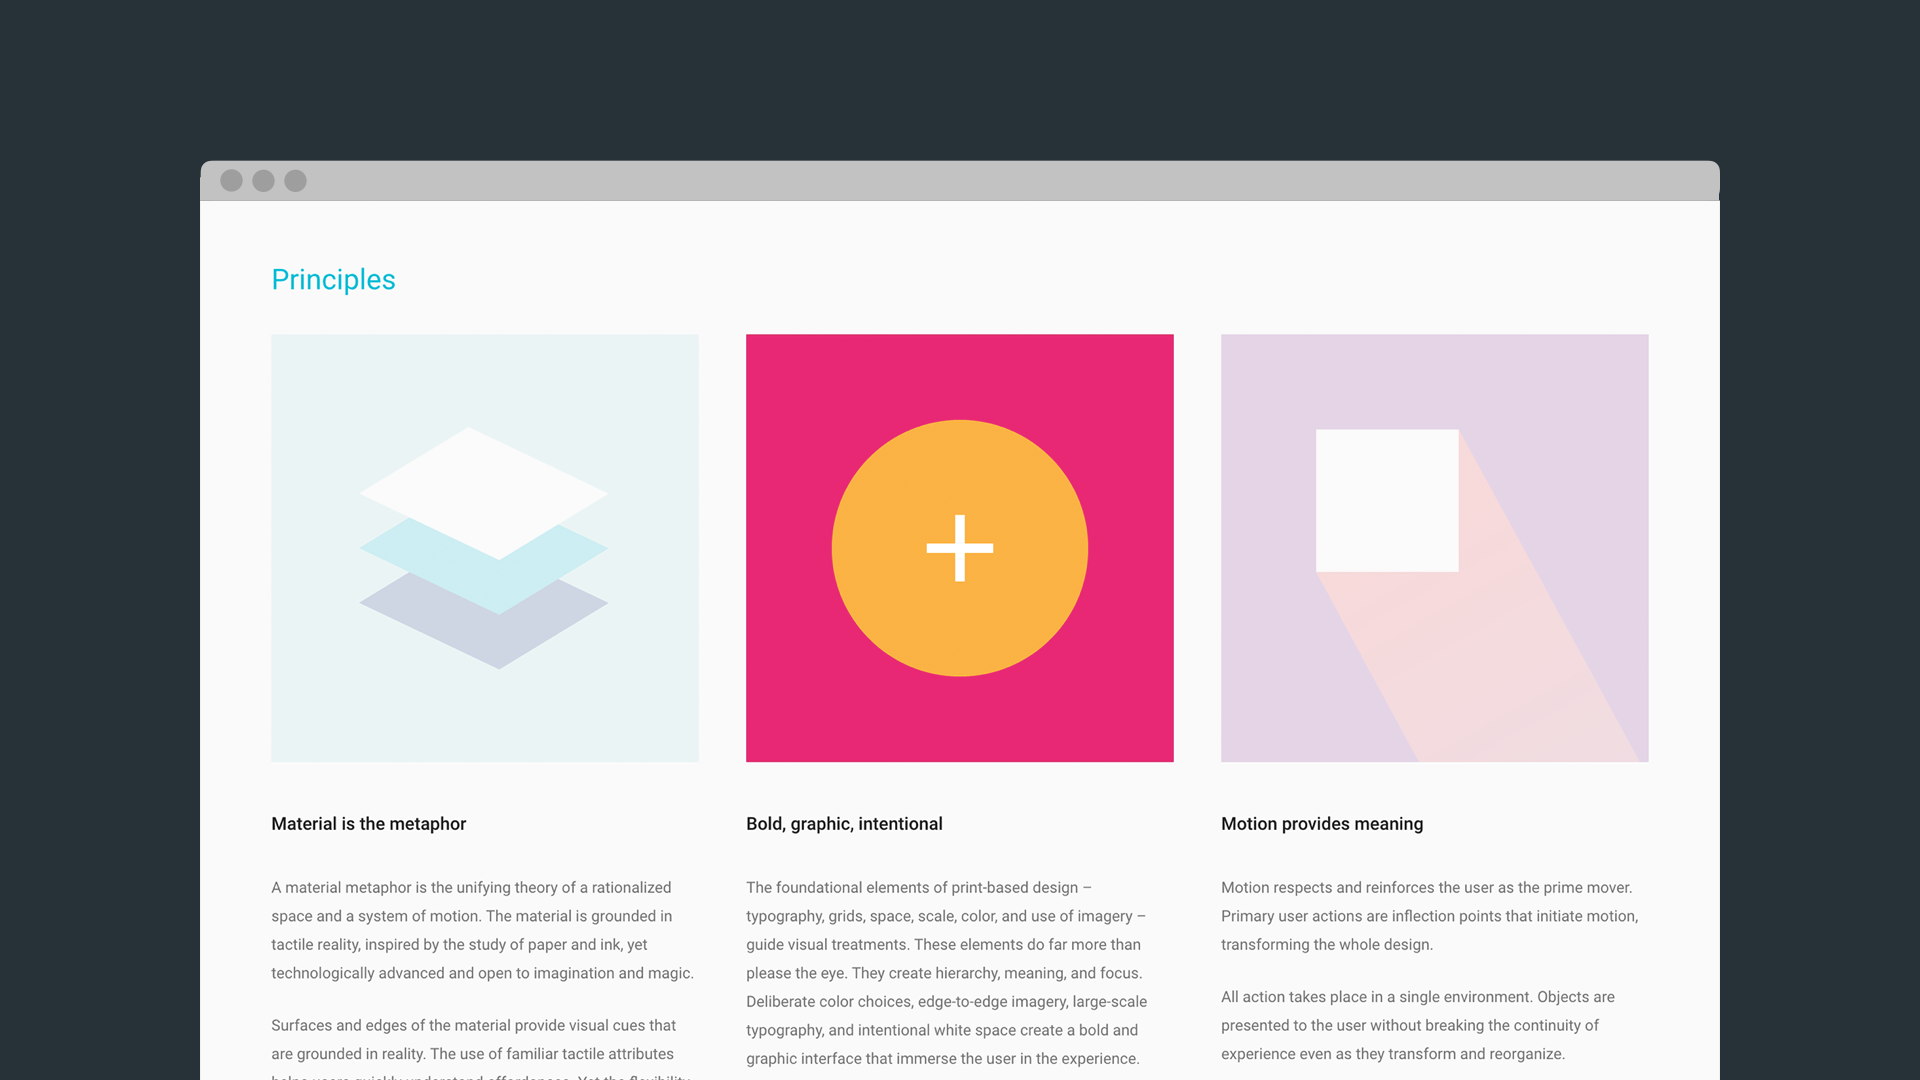 Principles
Material is the metaphor
A material metaphor is the unifying theory of a rationalized
space and a system of motion. The material is grounded in
tactile reality, inspired by the study of paper and ink, yet
technologically advanced and open to imagination and magic.
Surfaces and edges of the material provide visual cues that
are grounded in reality. The use of familiar tactile attributes
helps users quickly understand affordances. Yet the flexibility
Bold, graphic, intentional
The foundational elements of print-based design –
typography, grids, space, scale, color, and use of imagery –
guide visual treatments. These elements do far more than
please the eye. They create hierarchy, meaning, and focus.
Deliberate color choices, edge-to-edge imagery, large-scale
typography, and intentional white space create a bold and
graphic interface that immerse the user in the experience.
Motion provides meaning
Motion respects and reinforces the user as the prime mover.
Primary user actions are inflection points that initiate motion,
transforming the whole design.
All action takes place in a single environment. Objects are
presented to the user without breaking the continuity of
experience even as they transform and reorganize.